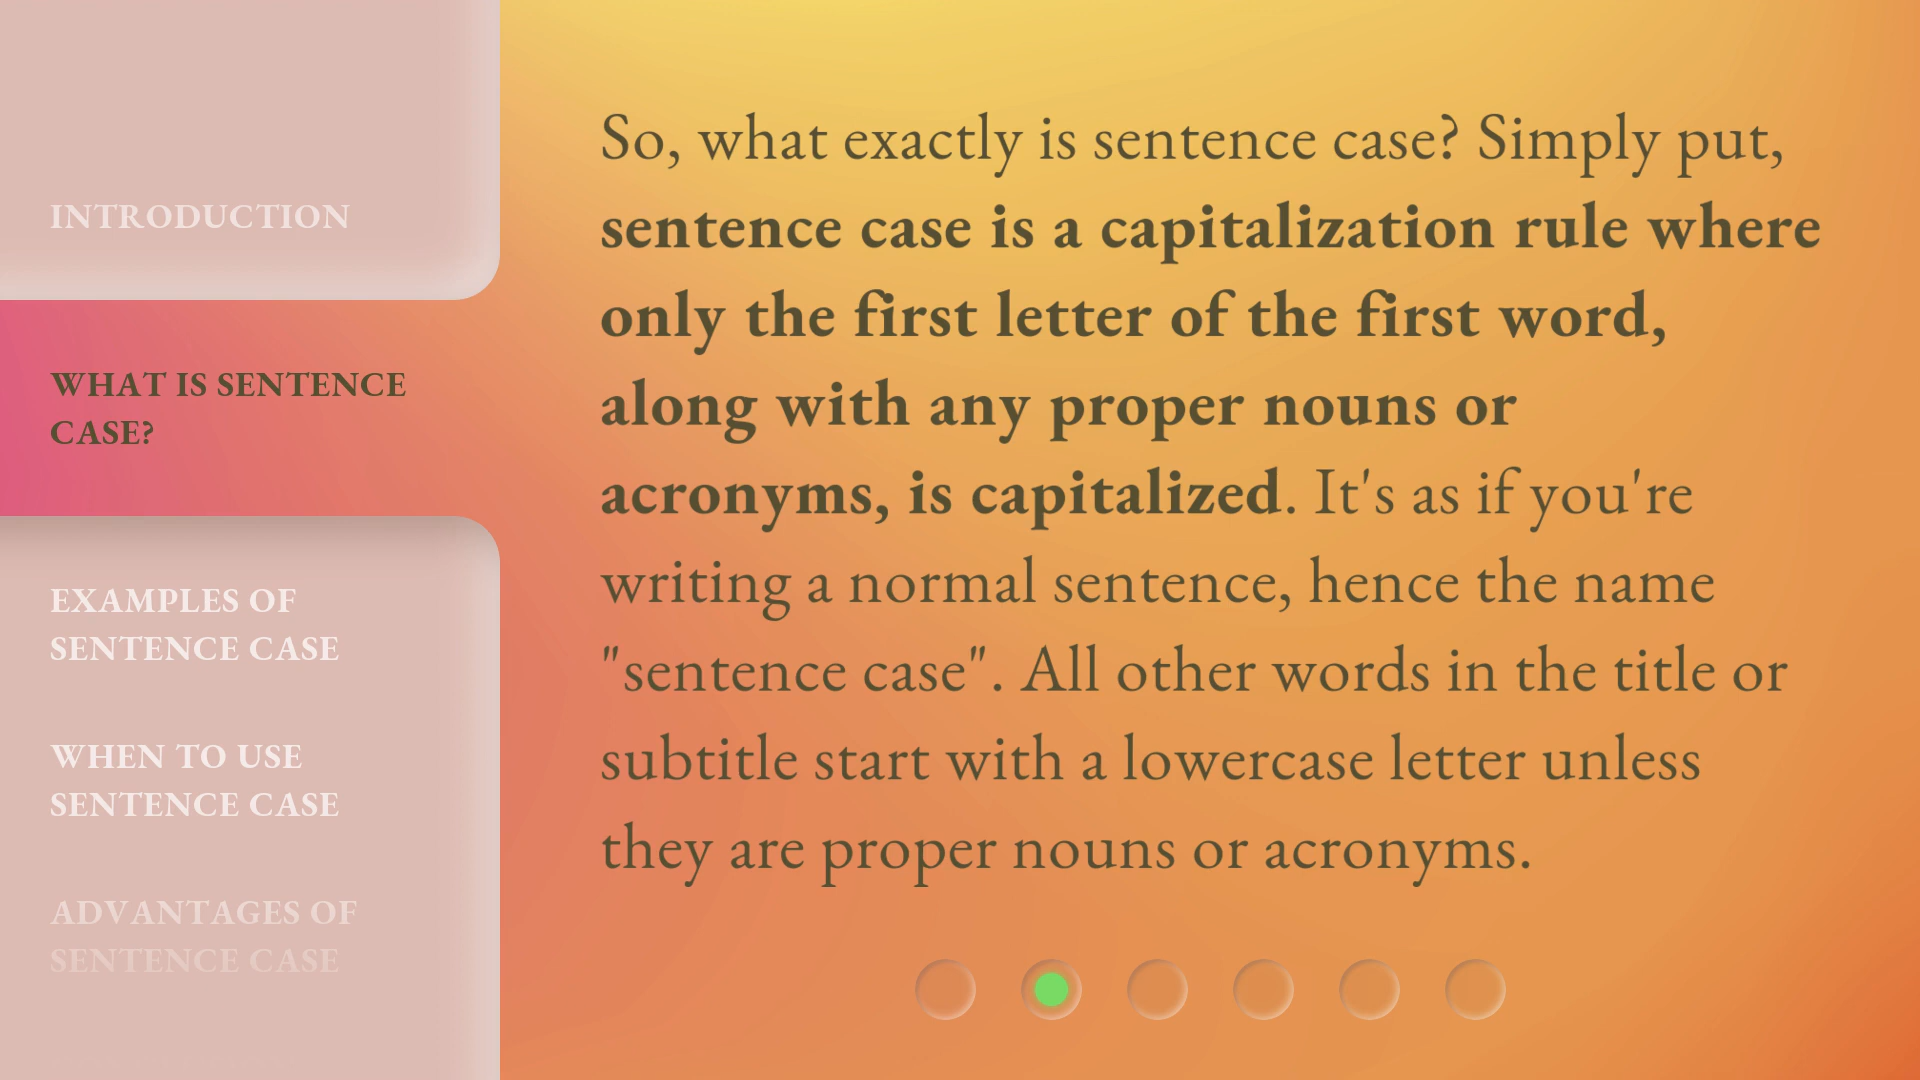 INTRODUCTION
WHAT IS SENTENCE
CASE?
EXAMPLES OF
SENTENCE CASE
WHEN TO USE
SENTENCE CASE
ADVANTAGES OF
SENTENCE CASE
So, what exactly is sentence case? Simply put,
sentence case is a capitalization rule where
only the first letter of the first word,
along with any proper nouns or
acronyms, is capitalized. It's as if you're
writing a normal sentence, hence the name
"sentence case". All other words in the title or
subtitle start with a lowercase letter unless
they are proper nouns or acronyms.